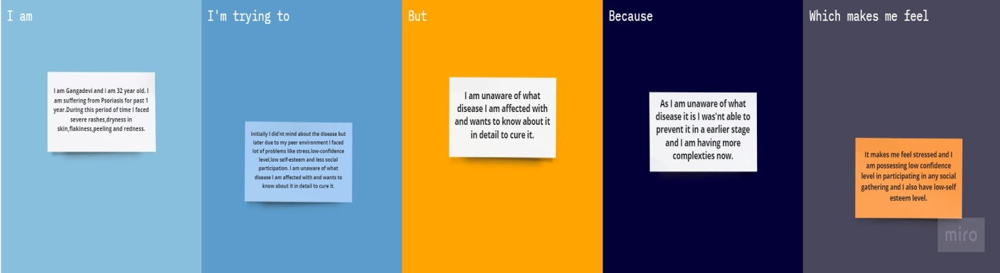 I am
I'm trying to
But
Because
Which makes me feel
I am Gangadevi and i am 32 year old. I
am suffering from Psoriasis for past 1
year.During this period of time I faced
severe rashes,dryness in
skin,flakiness,peeling and redness.
Initially I did'nt mind about the disease but
later due to my peer environment I faced
lot of problems like stress,low-confidence
level,low self-esteem and less social
participation. I am unaware of what
disease I am affected with and wants to
know about it in detail to cure it.
I am unaware of what
disease I am affected with
and wants to know about it
in detail to cure it.
As I am unaware of what
disease it is I was'nt able to
prevent it in a earlier stage
and I am having more
complexties now.
It makes me feel stressed and I
am possessing low confidence
level in participating in any social
gathering and I also have low-self
esteem level.
miro